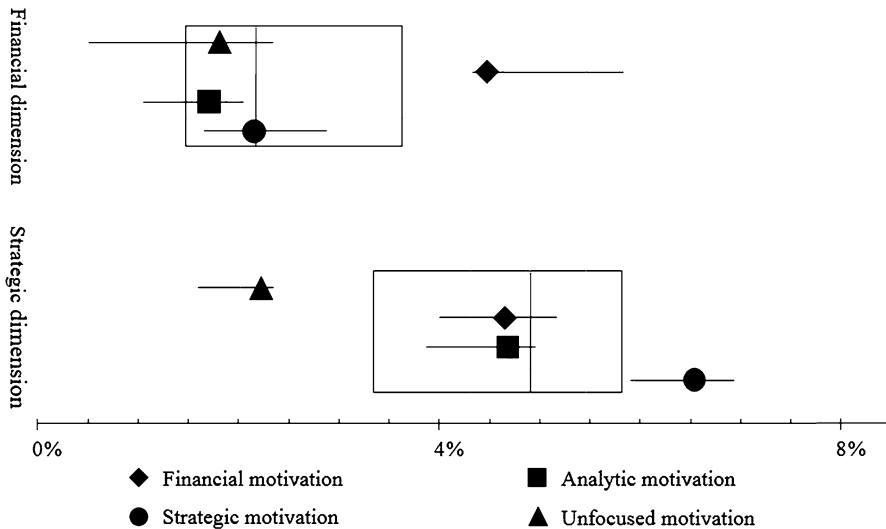 Financial dimension
Strategic dimension
0% 4% 8%
Financial motivation
Analytic motivation
Strategic motivation
Unfocused motivation